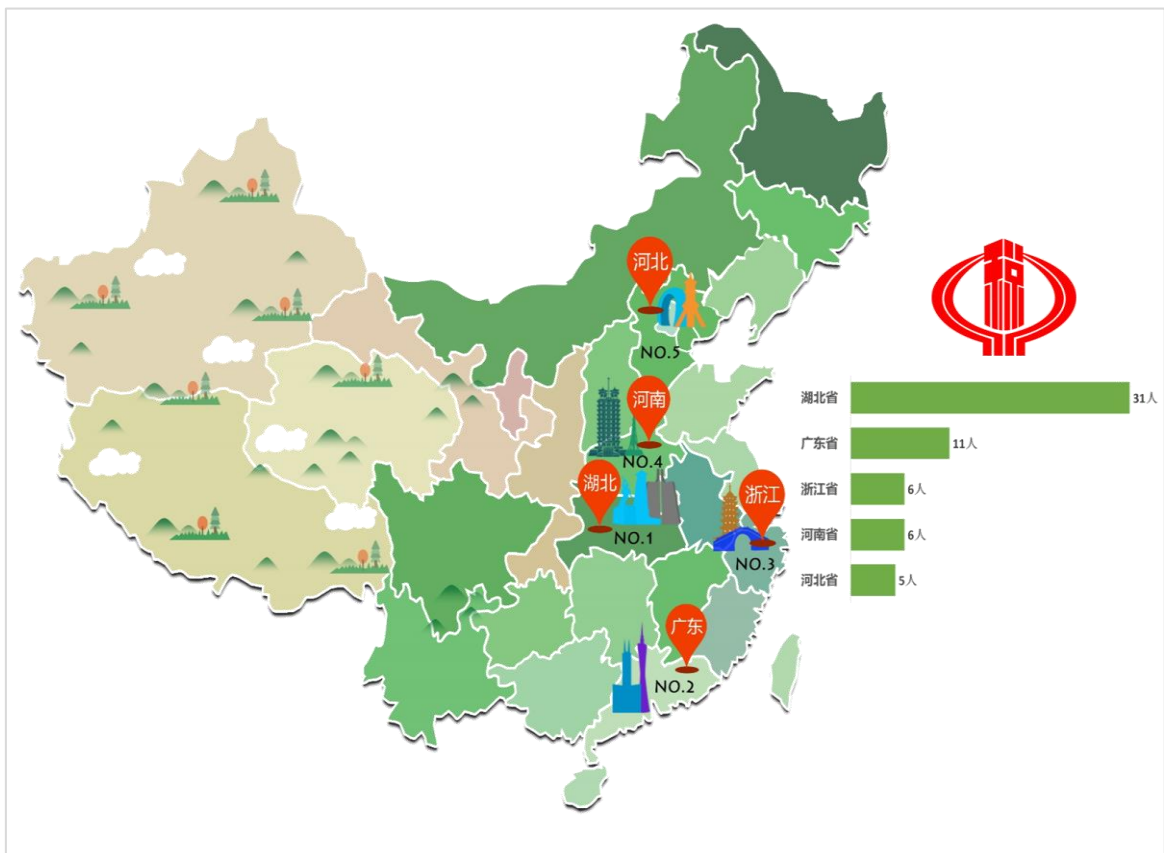 河北
NO.5
河南
NO.4
湖北
NO.1
浙江
NO.3
广东
NO.2
湖北省 31人
广东省 11人
浙江省 6人
河南省 6人
河北省 5人